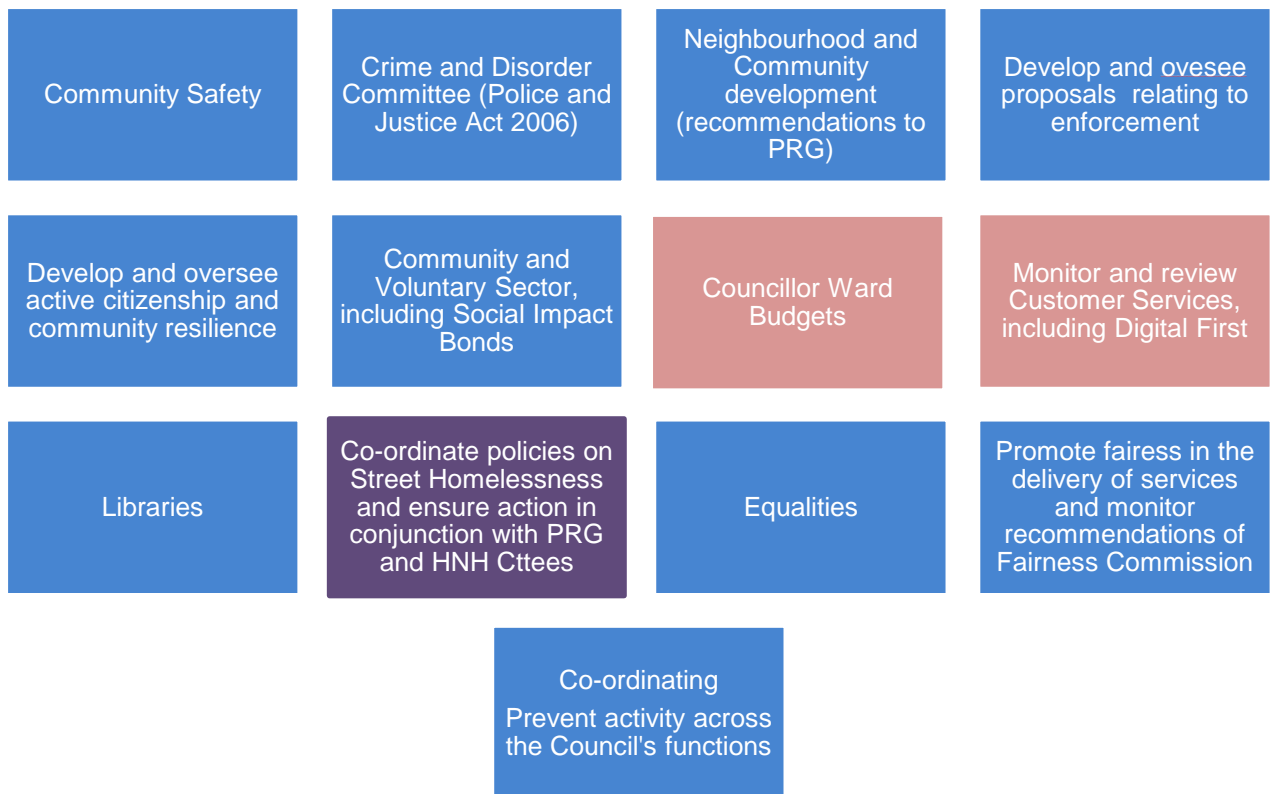 Community Safety
Crime and Disorder
Committee (Police and
Justice Act 2006)
Neighbourhood and
Community
development
(recommendations to
PRG)
Develop and ovesee
proposals relating to
enforcement
Develop and oversee
active citizenship and
community resilience
Community and
Voluntary Sector,
including Social Impact
Bonds
Councillor Ward
Budgets
Monitor and review
Customer Services,
including Digital First
Libraries
Co-ordinate policies on
Street Homelessness
and ensure action in
conjunction with PRG
and HNH Cttees
Equalities
Promote fairess in the
delivery of services
and monitor
recommendations of
Fairness Commission
Co-ordinating
Prevent activity across
the Council's functions